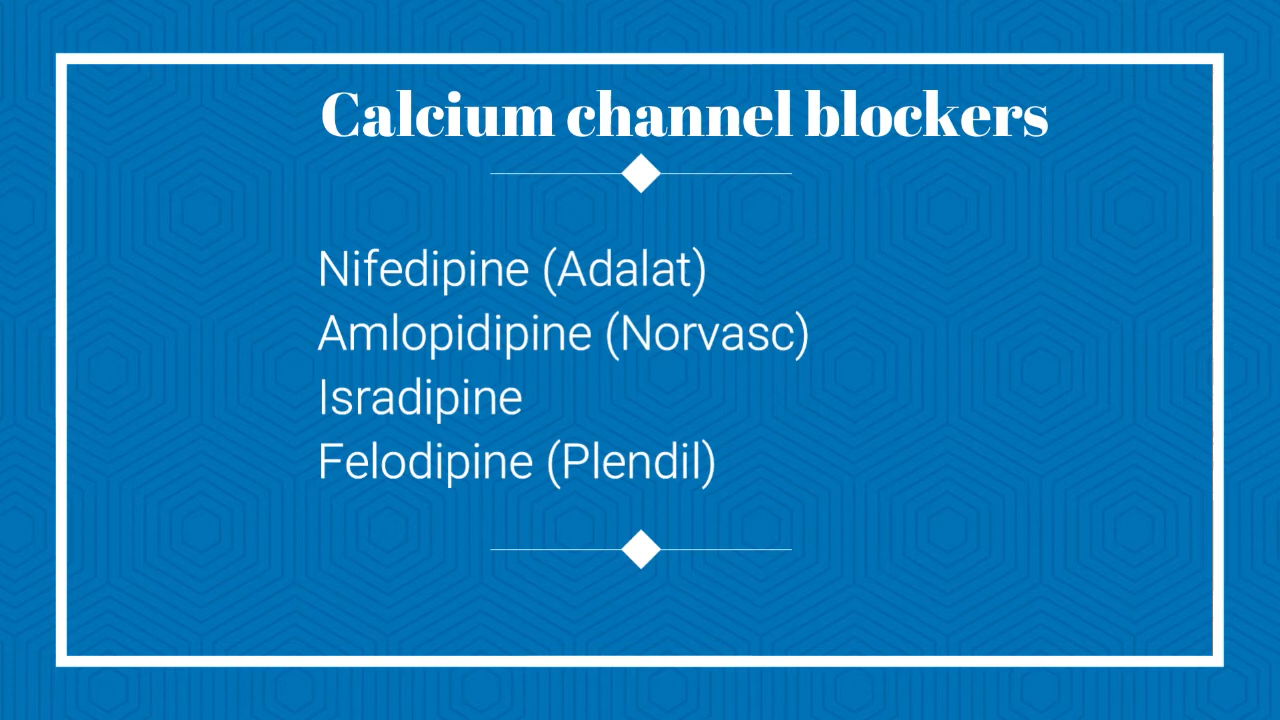 Calcium channel blockers
Nifedipine (Adalat)
Amlopidipine (Norvasc)
Isradipine
Felodipine (Plendil)